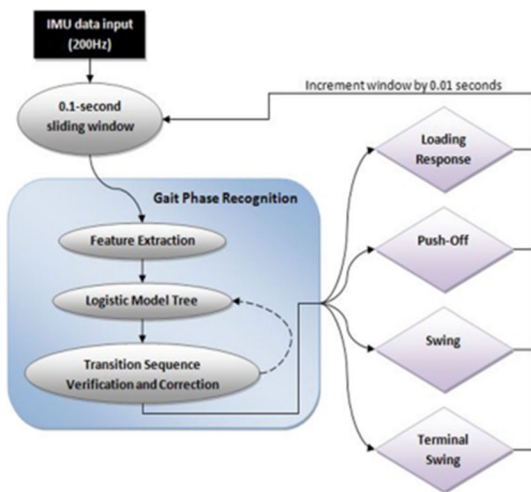 IMU data input
(200Hz)
Increment window by 0.01 seconds
0.1-second
sliding window
Gait Phase Recognition
Feature Extraction
Logistic Model Tree
Transition Sequence
Verification and Correction
Loading
Response
Push-Off
Swing
Terminal
Swing